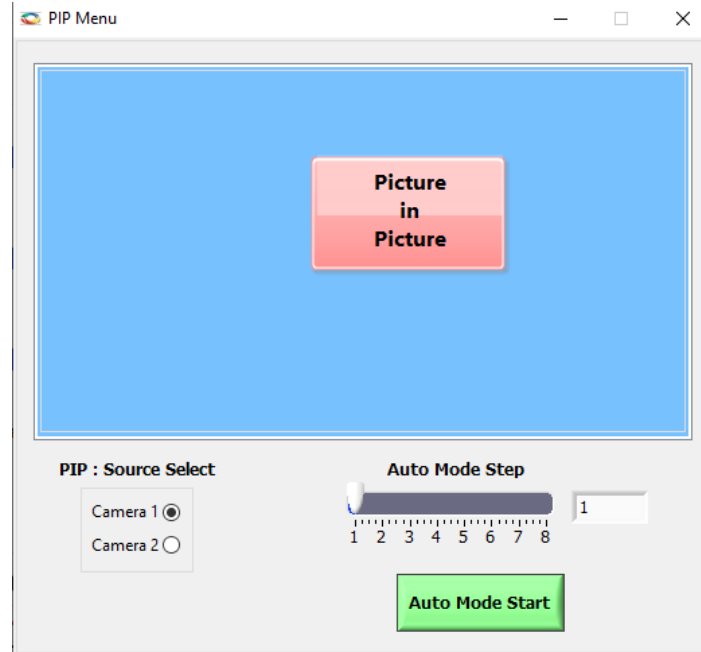 PIP Menu
Picture
in
Picture
PIP : Source Select
Camera 1
Camera 2
Auto Mode Step
1
1 2 3 4 5 6 7 8
Auto Mode Start